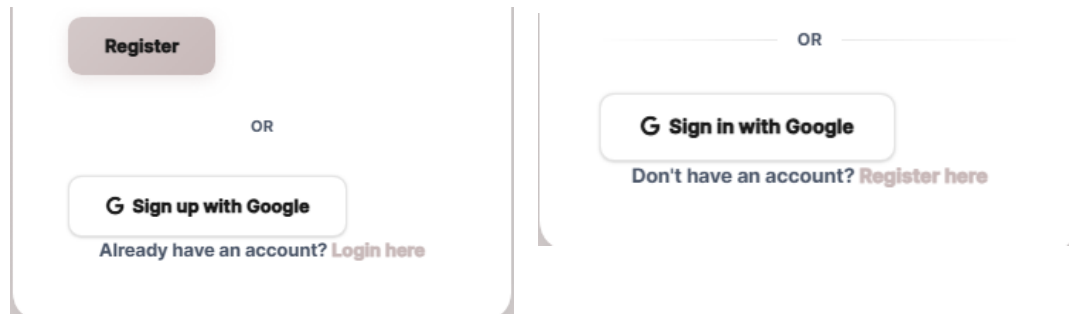 Register
OR
Sign up with Google
Already have an account? Login here
OR
Sign in with Google
Don't have an account? Register here